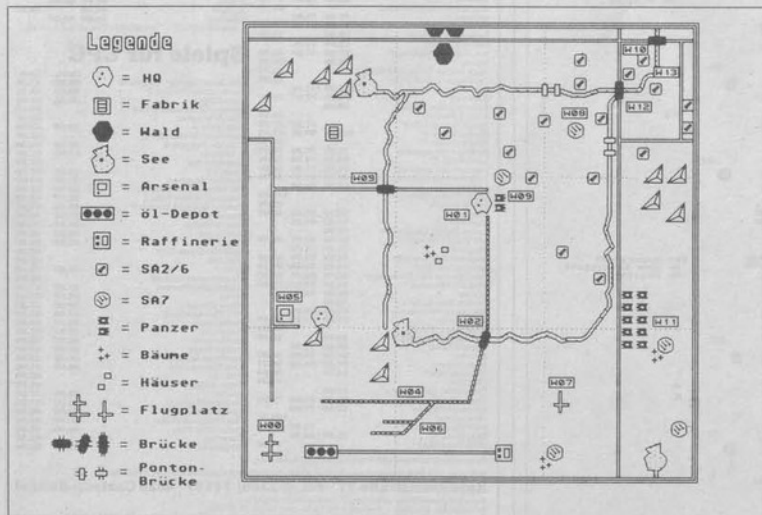 Legende
= HQ
= Fabrik
= Wald
= See
= Arsenal
= öl-Depot
= Raffinerie
= SA2/6
= SA7
= Panzer
= Bäume
= Häuser
= Flugplatz
= Brücke
= Ponton-
Brücke
W10
W13
W12
W08
W09
W01
W05
W02
W11
W04
W07
W06
W00